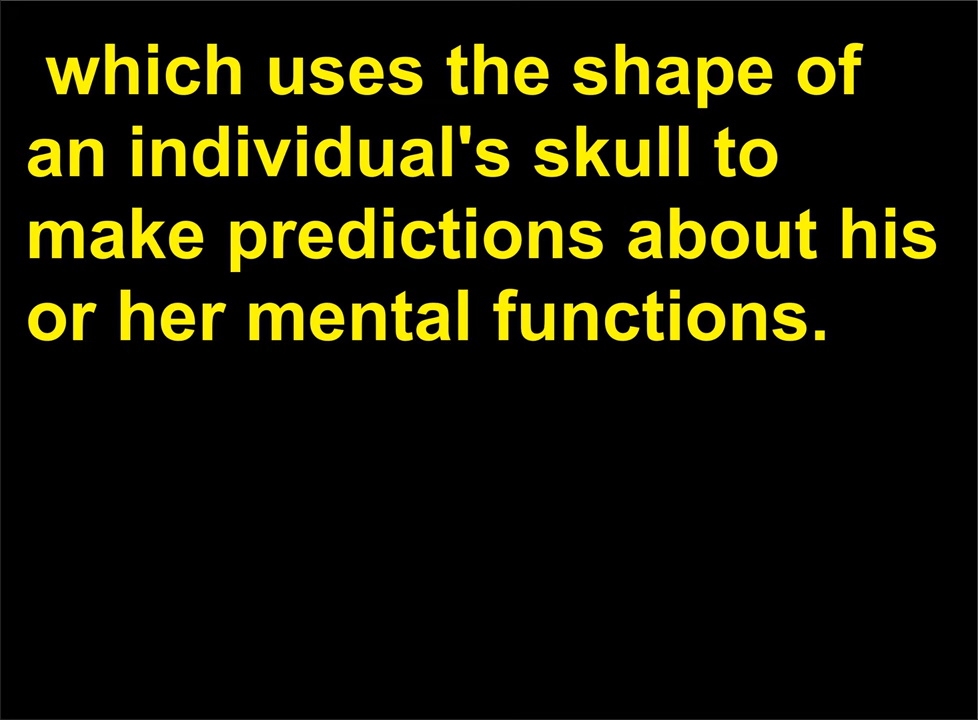 which uses the shape of
an individual's skull to
make predictions about his
or her mental functions.